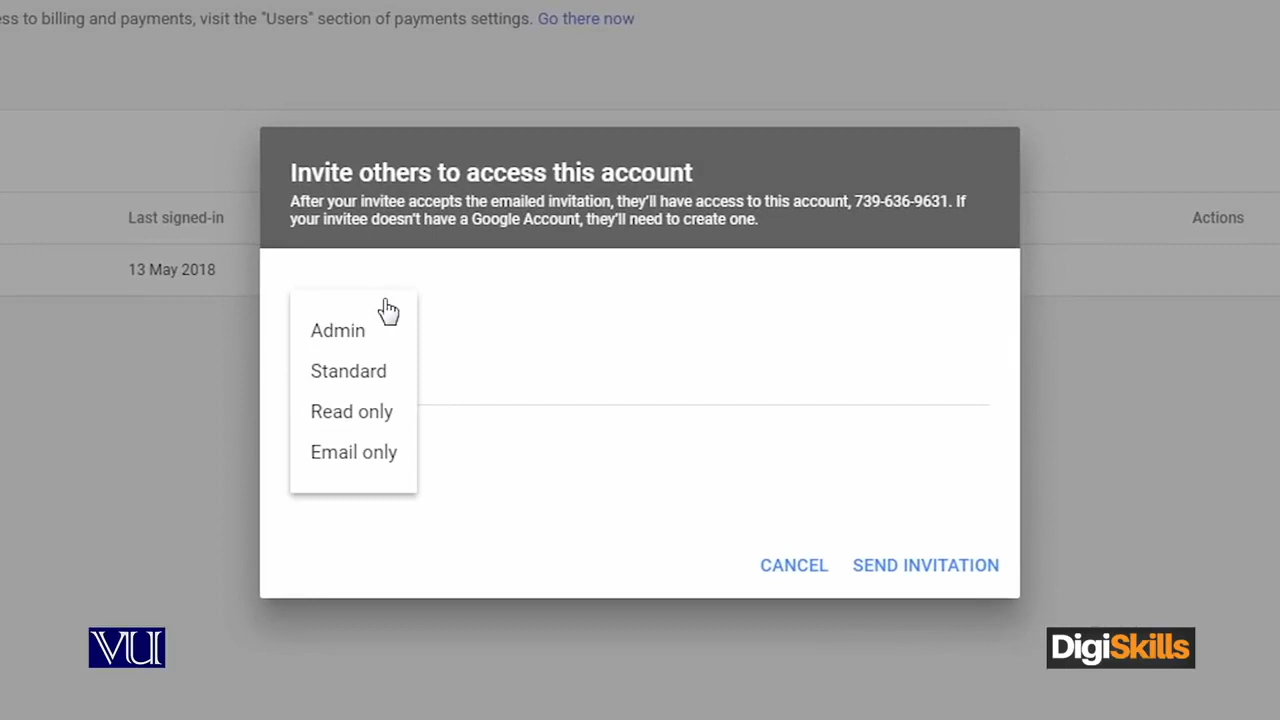 ess to billing and payments, visit the "Users" section of payments settings. Go there now
Invite others to access this account
After your invitee accepts the emailed invitation, they'll have access to this account, 739-636-9631. If
your invitee doesn't have a Google Account, they'll need to create one.
Last signed-in
Actions
13 May 2018
Admin
Standard
Read only
Email only
CANCEL SEND INVITATION
VU
DigiSkills